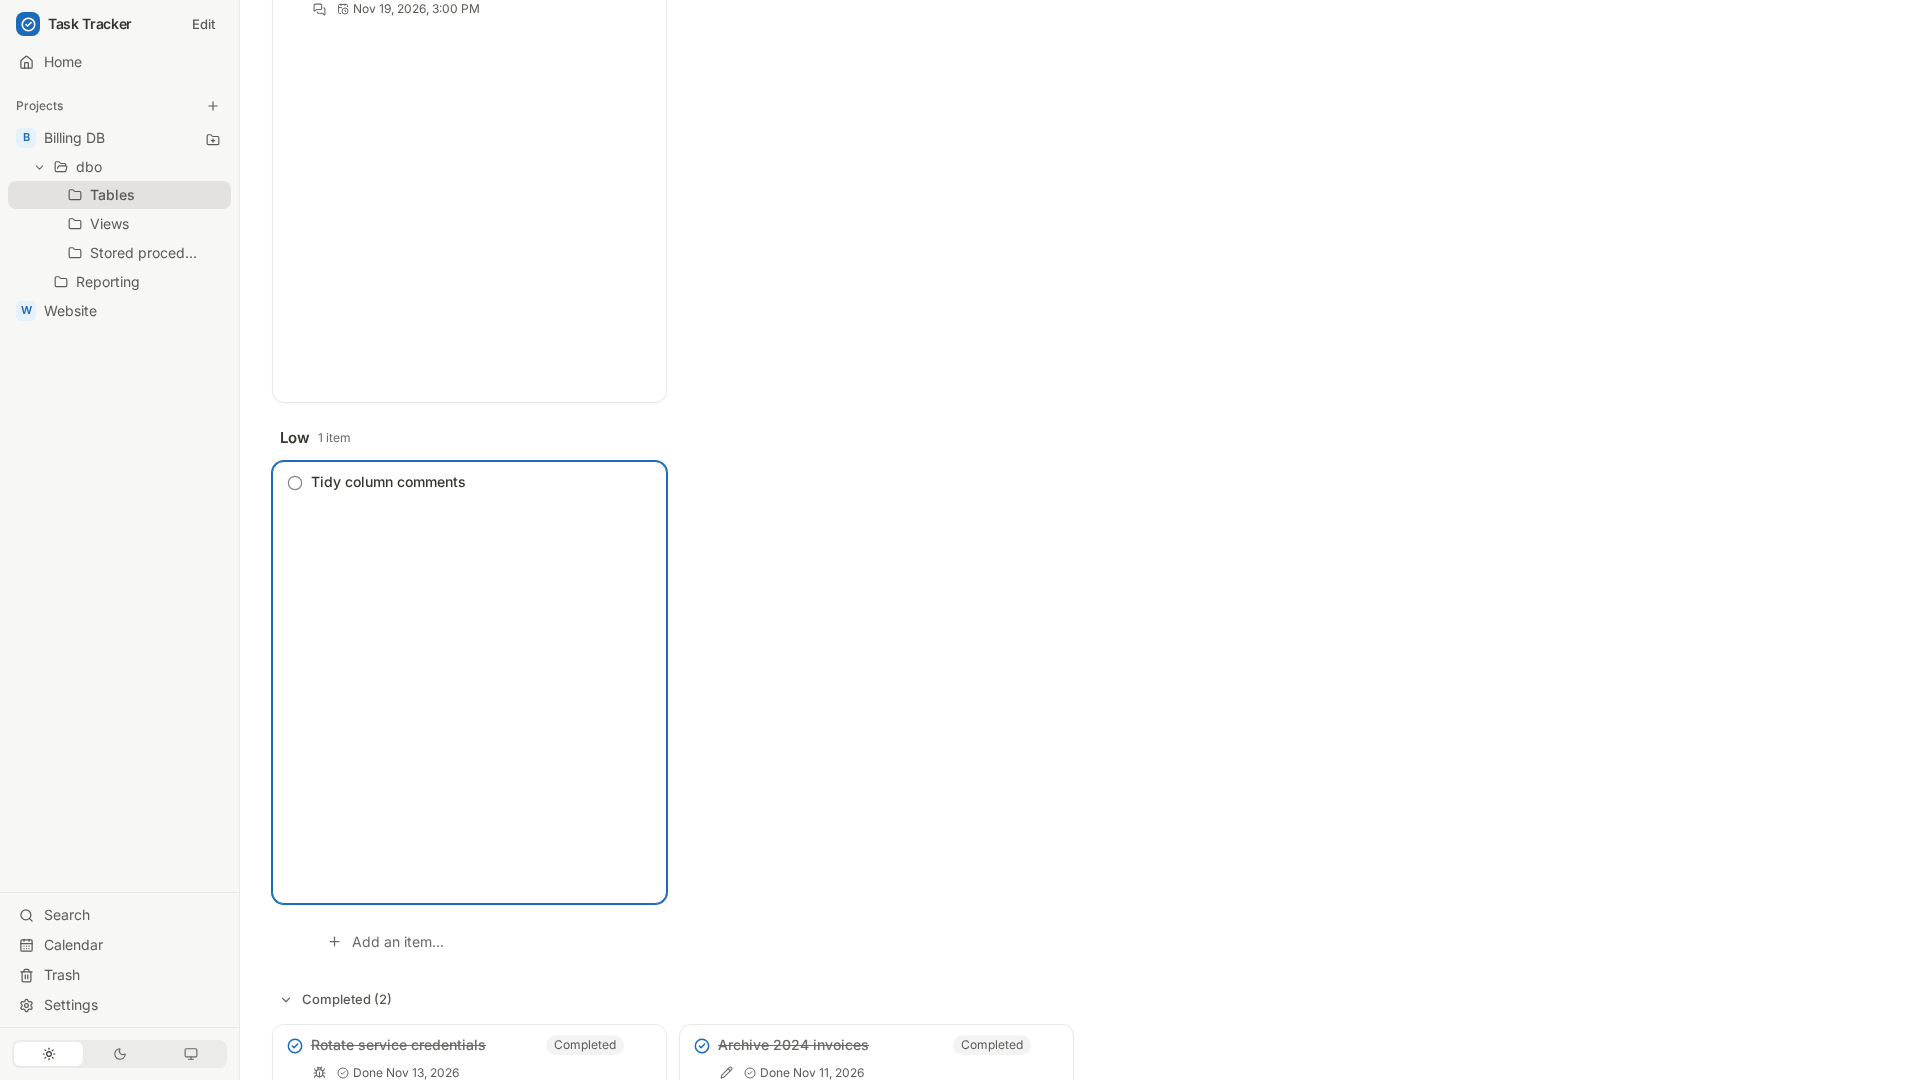 Task Tracker
Edit
Home
Projects
B Billing DB
dbo
Tables
Views
Stored proced...
Reporting
W Website
Search
Calendar
Trash
Settings
Nov 19, 2026, 3:00 PM
Low 1 item
Tidy column comments
Add an item...
Completed (2)
Rotate service credentials Completed
Done Nov 13, 2026
Archive 2024 invoices Completed
Done Nov 11, 2026